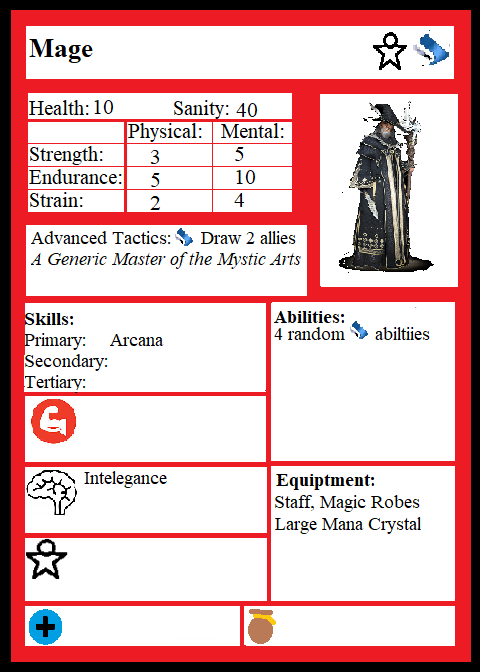 Mage
Health: 10 Sanity: 40
Physical: Mental:
Strength: 3 5
Endurance: 5 10
Strain: 2 4
Advanced Tactics: Draw 2 allies
A Generic Master of the Mystic Arts
Skills:
Primary: Arcana
Secondary:
Tertiary:
Abilities:
4 random abiltiies
Intelegance
Equiptment:
Staff, Magic Robes
Large Mana Crystal